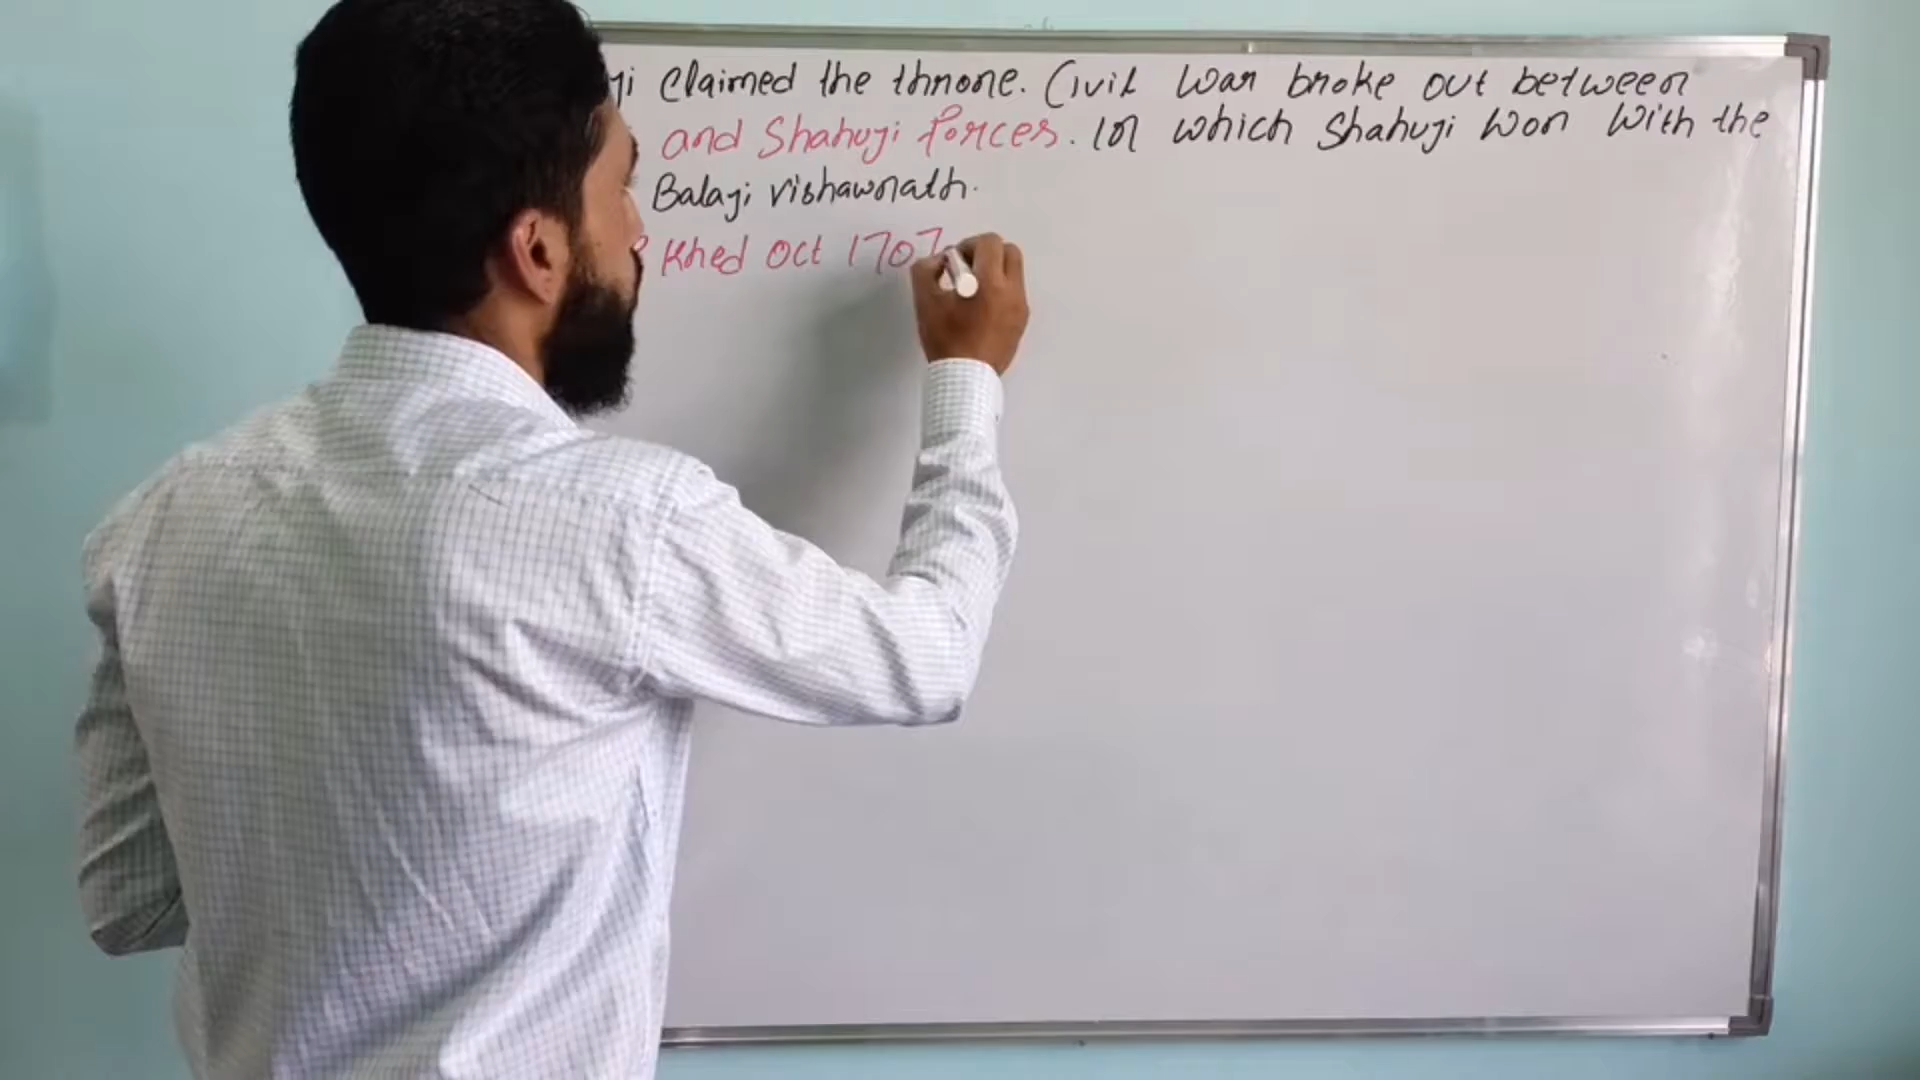 claimed the throne. Civil War broke out between
and Shahuji forces. In which Shahuji Won With the
Balaji vishawnath.
Khed Oct 1707